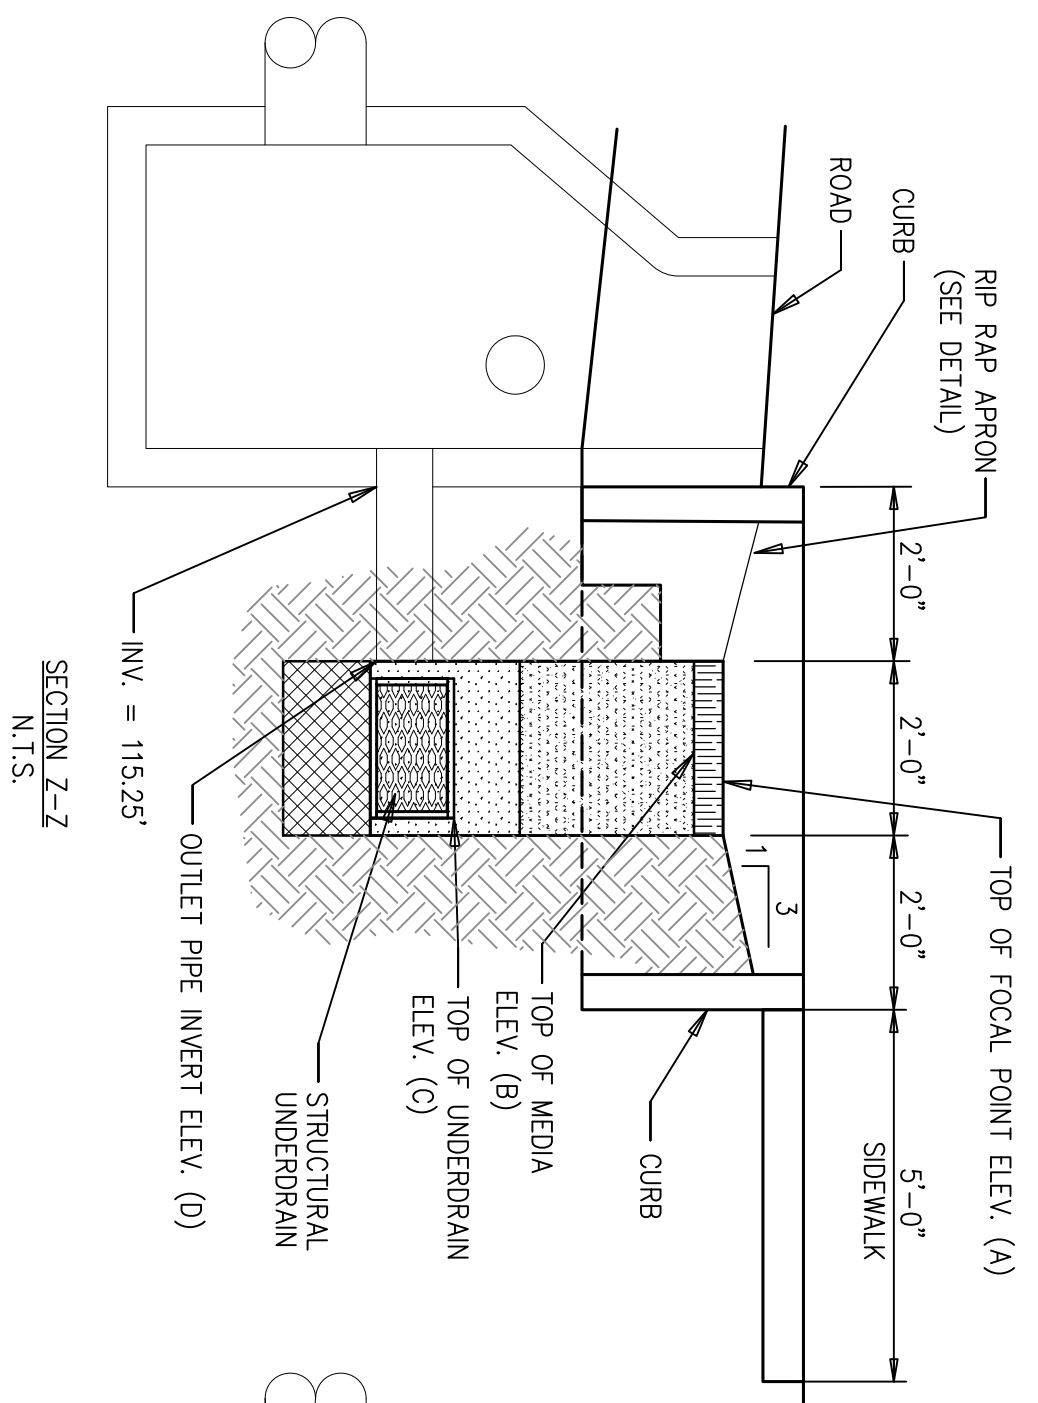 TOP OF FOCAL POINT ELEV. (A)
RIP RAP APRON
(SEE DETAIL)
CURB
ROAD
2'-0"
2'-0"
2'-0"
5'-0"
SIDEWALK
3
1
CURB
TOP OF MEDIA
ELEV. (B)
TOP OF UNDERDRAIN
ELEV. (C)
STRUCTURAL
UNDERDRAIN
OUTLET PIPE INVERT ELEV. (D)
INV. = 115.25'
SECTION Z-Z
N.T.S.